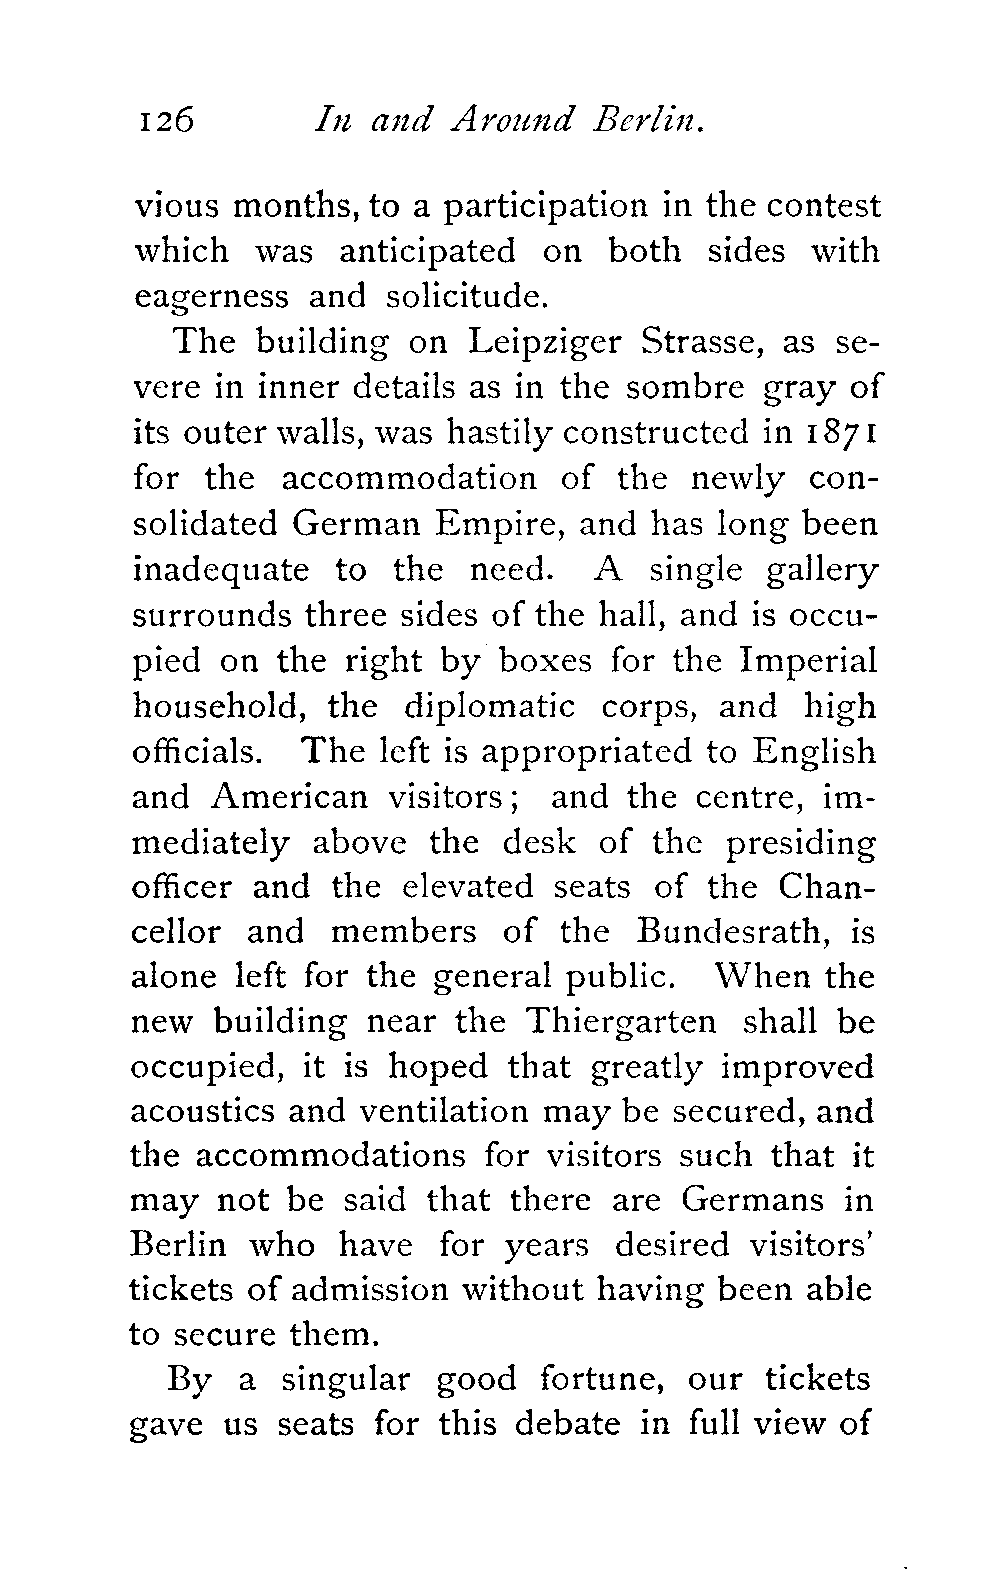 126 In and Around Berlin.
vious months, to a participation in the contest
which was anticipated on both sides with
eagerness and solicitude.
The building on Leipziger Strasse, as se-
vere in inner details as in the sombre gray of
its outer walls, was hastily constructed in 1871
for the accommodation of the newly con-
solidated German Empire, and has long been
inadequate to the need. A single gallery
surrounds three sides of the hall, and is occu-
pied on the right by boxes for the Imperial
household, the diplomatic corps, and high
officials. The left is appropriated to English
and American visitors; and the centre, im-
mediately above the desk of the presiding
officer and the elevated seats of the Chan-
cellor and members of the Bundesrath, is
alone left for the general public. When the
new building near the Thiergarten shall be
occupied, it is hoped that greatly improved
acoustics and ventilation may be secured, and
the accommodations for visitors such that it
may not be said that there are Germans in
Berlin who have for years desired visitors'
tickets of admission without having been able
to secure them.
By a singular good fortune, our tickets
gave us seats for this debate in full view of